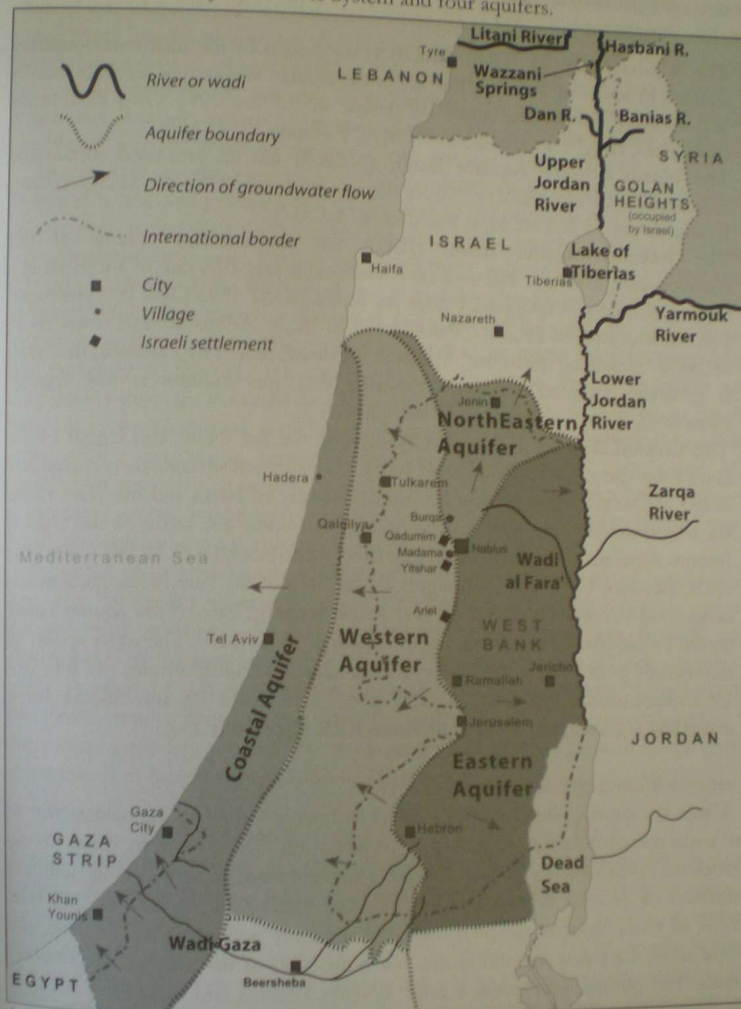 System and four aquifers.
River or wadi
Aquifer boundary
Direction of groundwater flow
International border
City
Village
Israeli settlement
Litani River
Hasbani R.
Tyre
LEBANON
Wazzani
Springs
Dan R.
Banias R.
SYRIA
Upper
Jordan
River
GOLAN
HEIGHTS
(occupied
by Israel)
ISRAEL
Haifa
Lake of
Tiberias
Tiberias
Nazareth
Yarmouk
River
Lower
Jordan
River
Jenin
NorthEastern
Aquifer
Hadera
Tulkarem
Zarqa
River
Qalqilya
Burqa
Qadumim
Nablus
Madama
Yitshar
Mediterranean Sea
Wadi
al Fara'
Ariel
WEST
BANK
Tel Aviv
Western
Aquifer
Coastal Aquifer
Ramallah
Jericho
Jerusalem
JORDAN
Eastern
Aquifer
Gaza
City
GAZA
STRIP
Hebron
Dead
Sea
Khan
Younis
Wadi Gaza
EGYPT
Beersheba